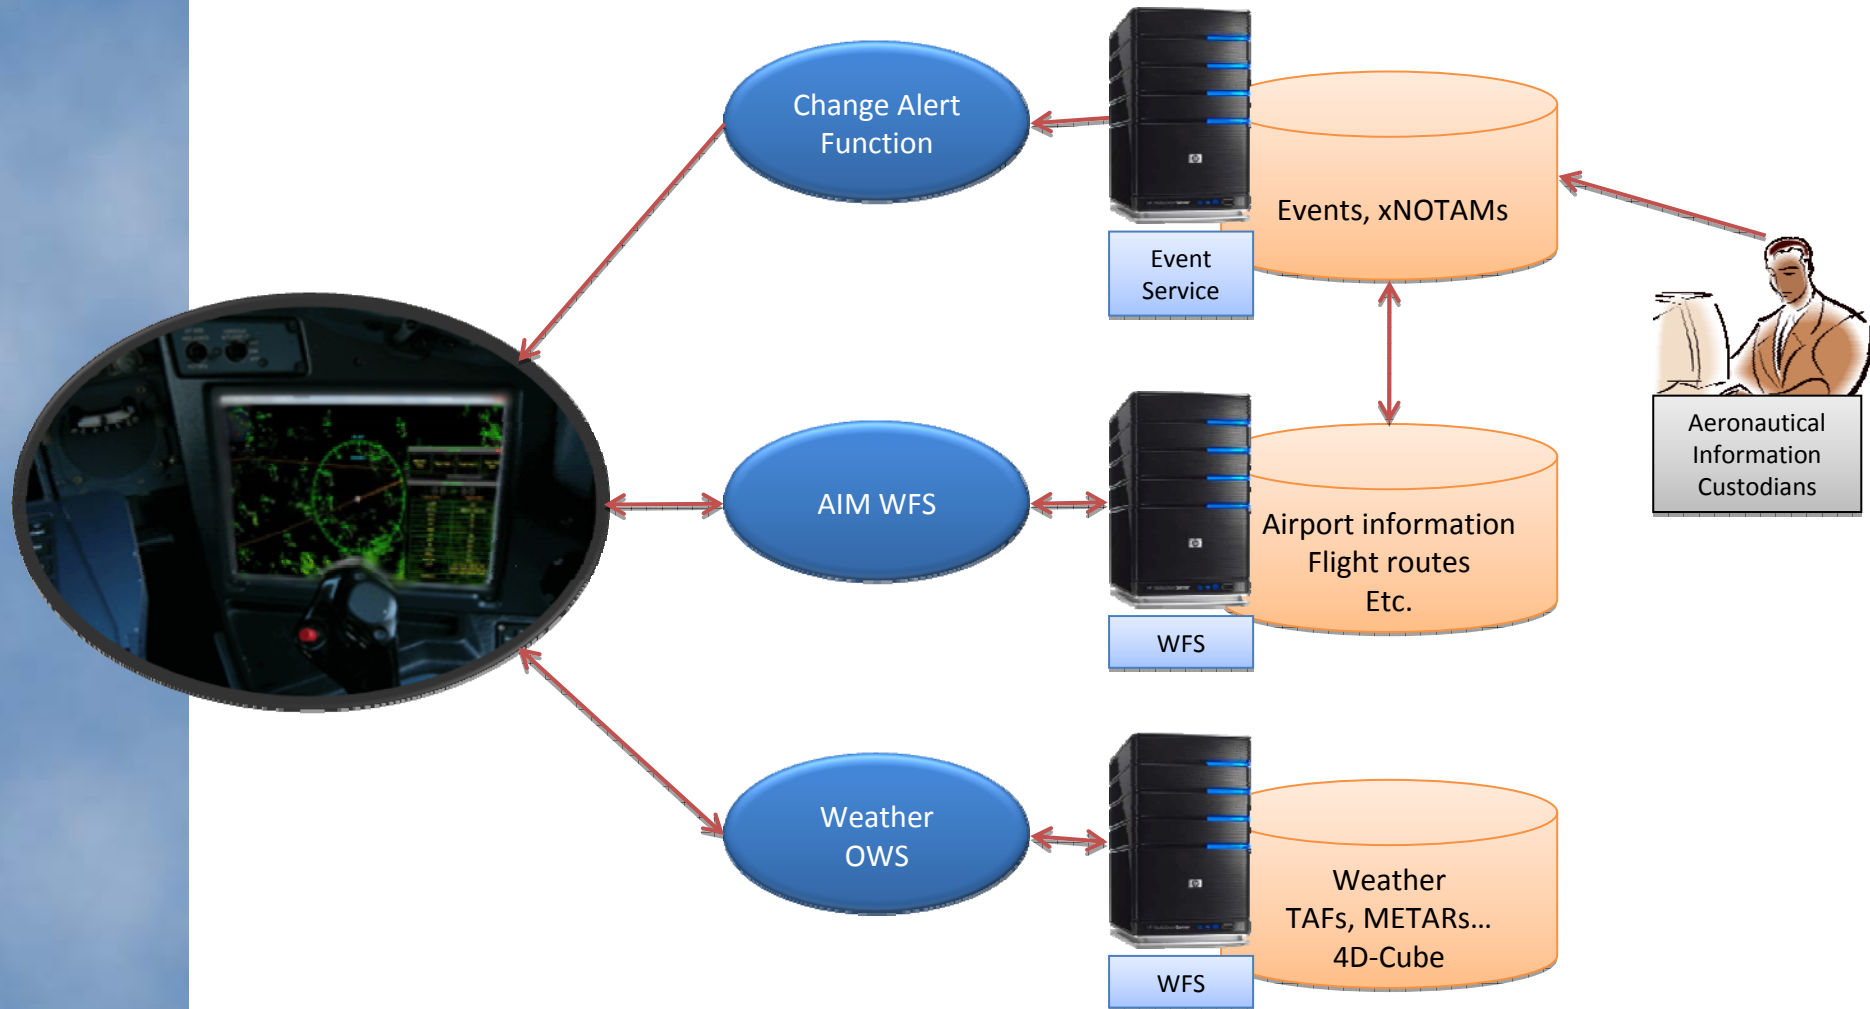 Change Alert
Function
Events, xNOTAMs
Event
Service
Aeronautical
Information
Custodians
AIM WFS
Airport information
Flight routes
Etc.
WFS
Weather
OWS
Weather
TAFs, METARs...
4D-Cube
WFS